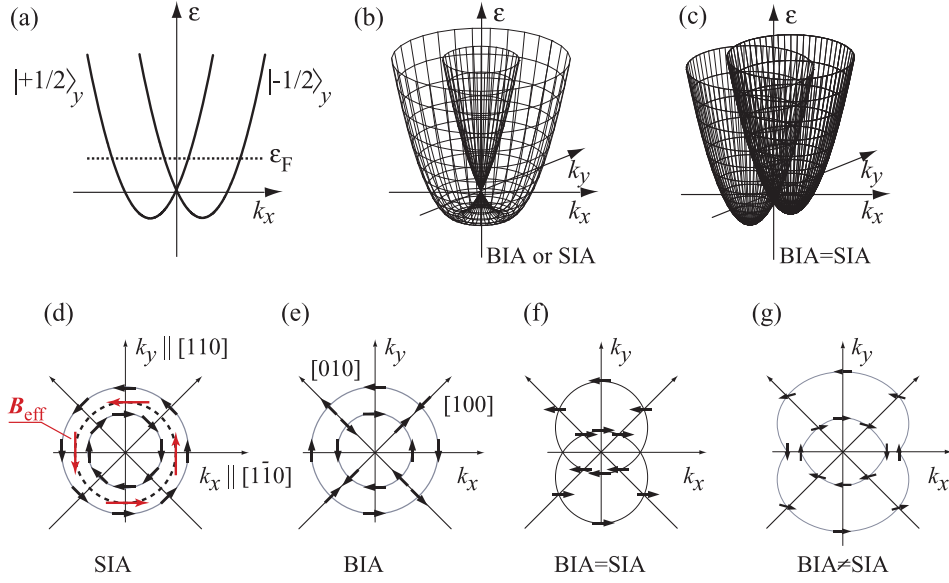 (a)
ε
|+1/2⟩y
|-1/2⟩y
εF
kx
(b)
ε
ky
kx
BIA or SIA
(c)
ε
ky
kx
BIA=SIA
(d)
ky || [110]
Beff
kx || [11̄0]
SIA
(e)
ky
[010]
[100]
kx
BIA
(f)
ky
kx
BIA=SIA
(g)
ky
kx
BIA≠SIA